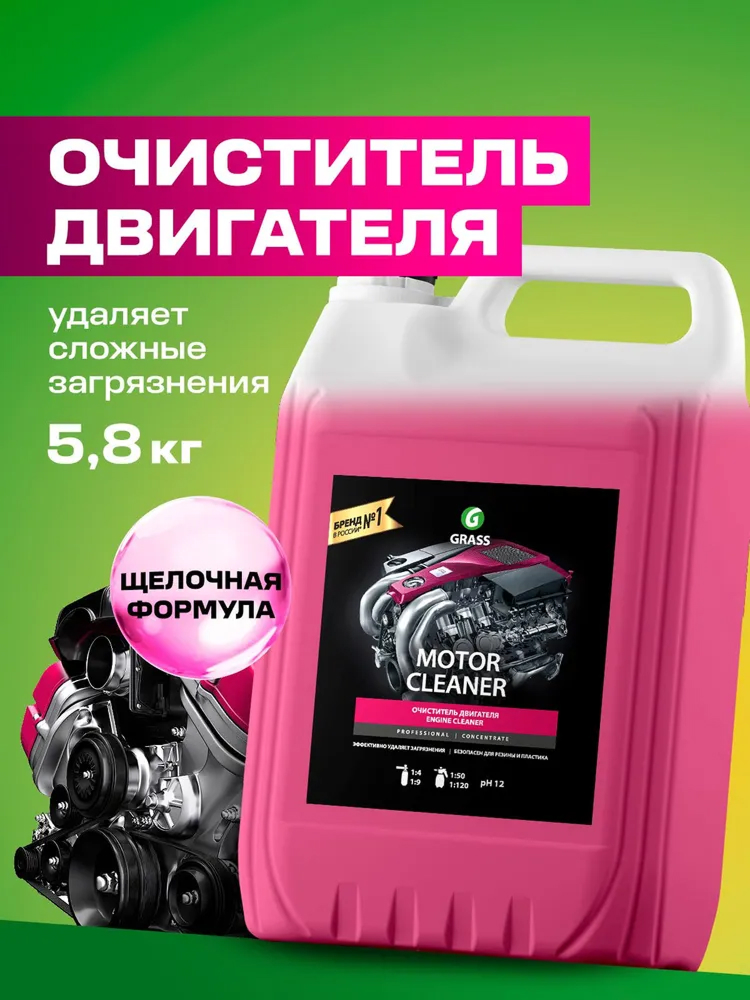 ОЧИСТИТЕЛЬ
ДВИГАТЕЛЯ
удаляет
сложные
загрязнения
5,8 кг
ЩЕЛОЧНАЯ
ФОРМУЛА
БРЕНД №1
В РОССИИ*
GRASS
MOTOR
CLEANER
ОЧИСТИТЕЛЬ ДВИГАТЕЛЯ
ENGINE CLEANER
PROFESSIONAL | CONCENTRATE
ЭФФЕКТИВНО УДАЛЯЕТ ЗАГРЯЗНЕНИЯ | БЕЗОПАСЕН ДЛЯ РЕЗИНЫ И ПЛАСТИКА
1:4 1:50
1:9 1:120 pH 12